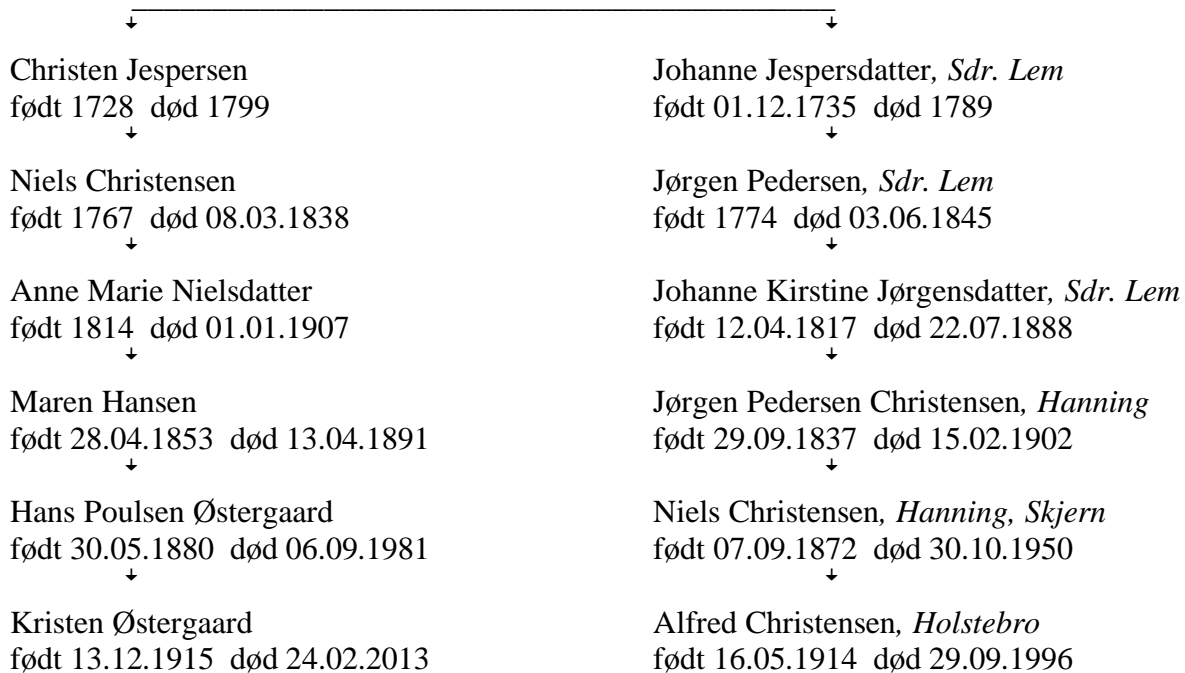 Christen Jespersen
født 1728 død 1799
Niels Christensen
født 1767 død 08.03.1838
Anne Marie Nielsdatter
født 1814 død 01.01.1907
Maren Hansen
født 28.04.1853 død 13.04.1891
Hans Poulsen Østergaard
født 30.05.1880 død 06.09.1981
Kristen Østergaard
født 13.12.1915 død 24.02.2013
Johanne Jespersdatter, Sdr. Lem
født 01.12.1735 død 1789
Jørgen Pedersen, Sdr. Lem
født 1774 død 03.06.1845
Johanne Kirstine Jørgensdatter, Sdr. Lem
født 12.04.1817 død 22.07.1888
Jørgen Pedersen Christensen, Hanning
født 29.09.1837 død 15.02.1902
Niels Christensen, Hanning, Skjern
født 07.09.1872 død 30.10.1950
Alfred Christensen, Holstebro
født 16.05.1914 død 29.09.1996